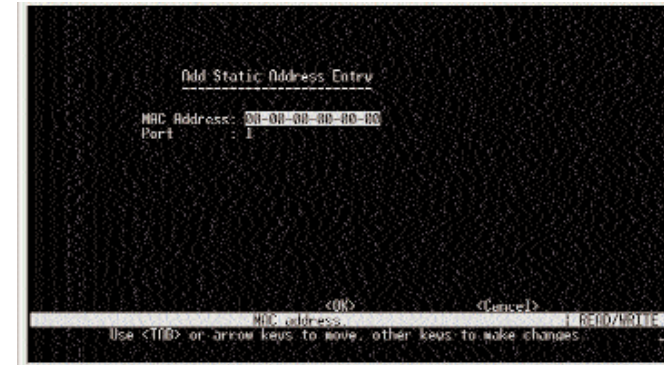 Add Static Address Entry
MAC Address: 00-00-00-00-00-00
Port : 1
<OK> <Cancel>
MAC address. | READ/WRITE
Use <TAB> or arrow keys to move, other keys to make changes